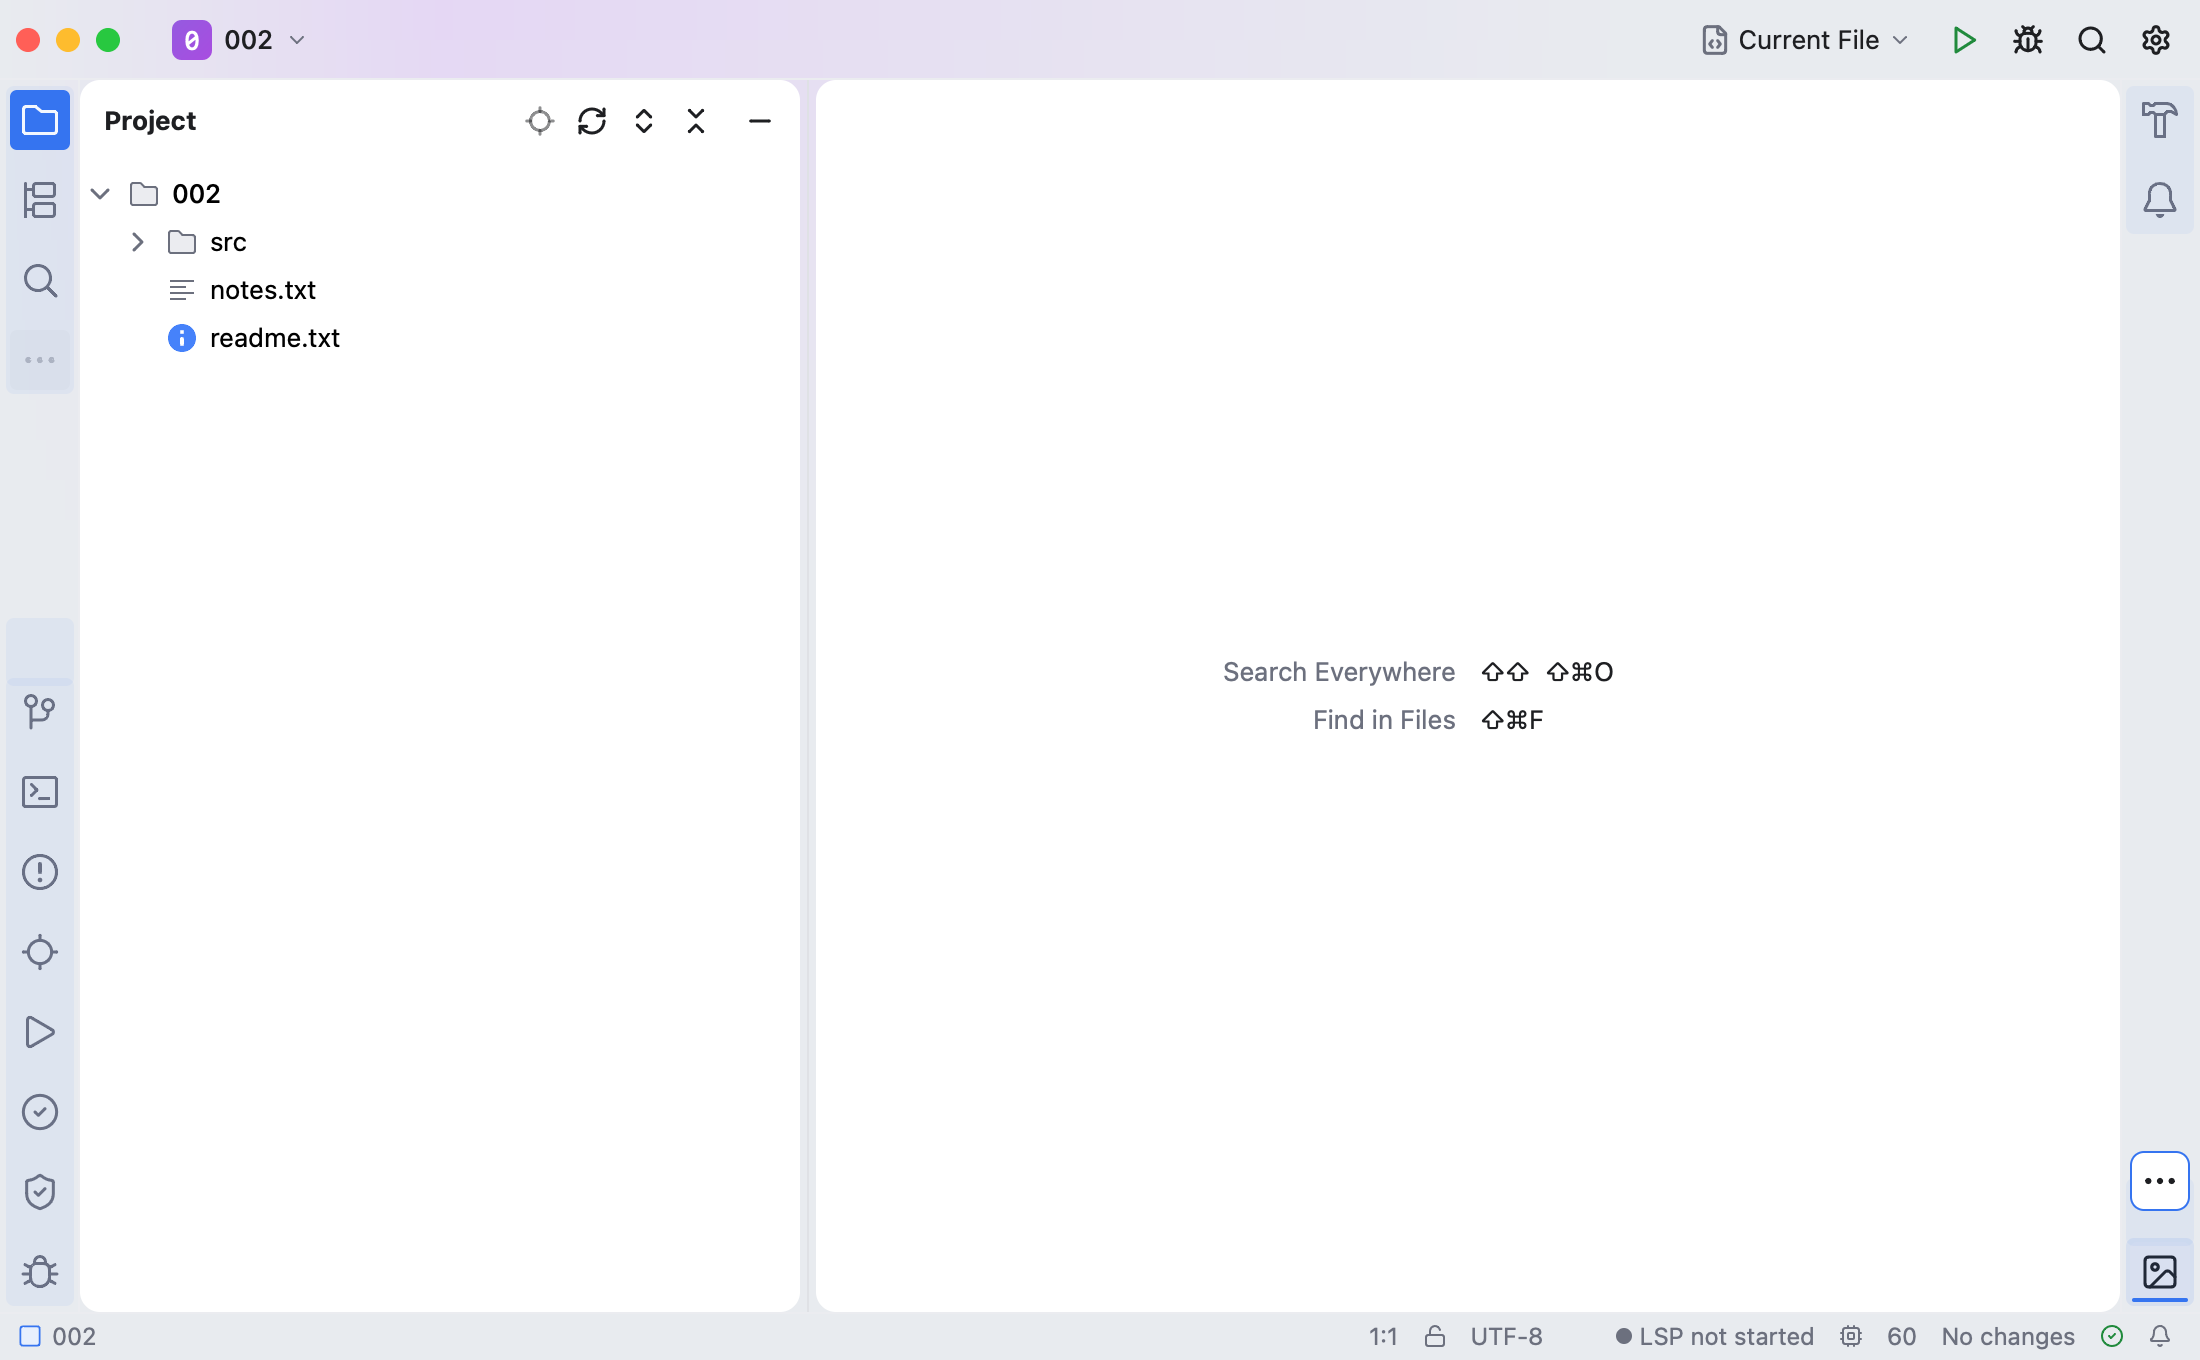 0 002
Current File
Project
002
src
notes.txt
readme.txt
Search Everywhere ⇧⇧ ⇧⌘O
Find in Files ⇧⌘F
002
1:1 UTF-8 LSP not started 60 No changes